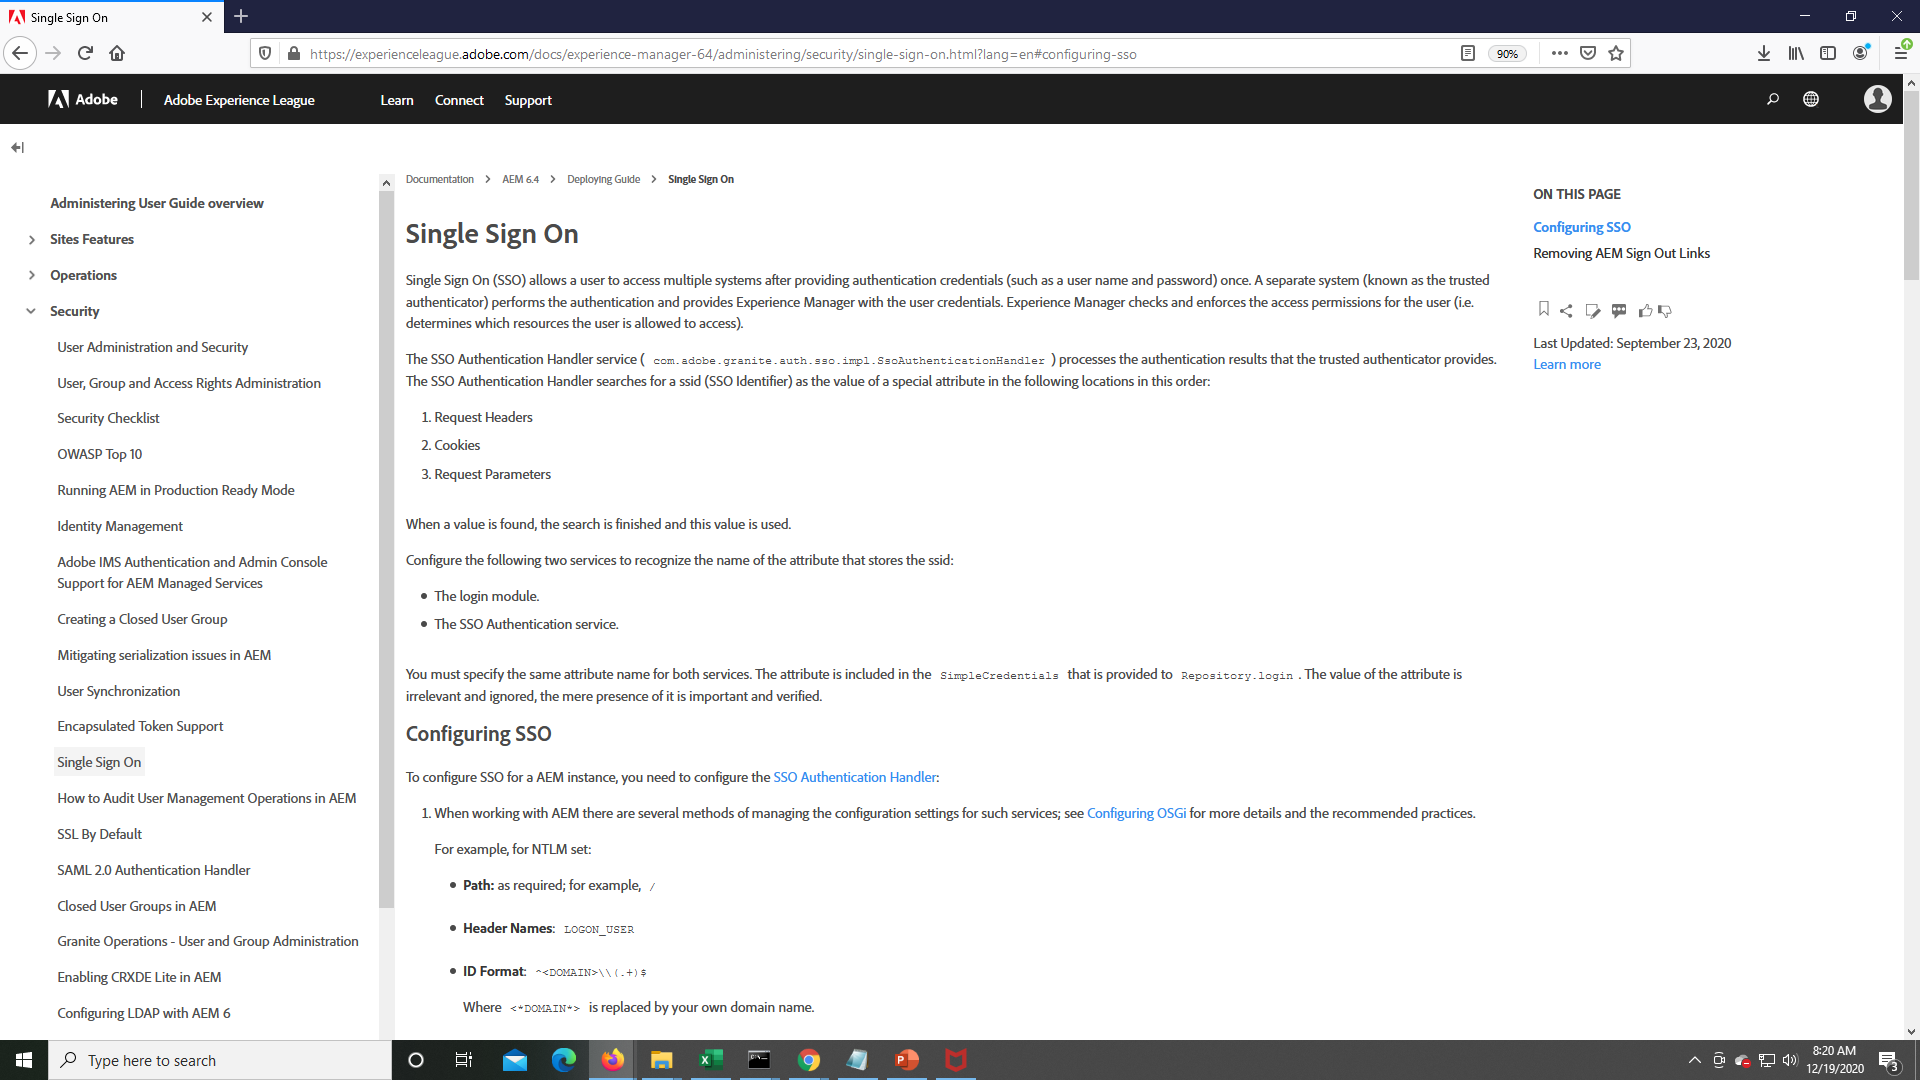 Single Sign On
https://experienceleague.adobe.com/docs/experience-manager-64/administering/security/single-sign-on.html?lang=en#configuring-sso
90%
Adobe
Adobe Experience League
Learn
Connect
Support
Administering User Guide overview
Sites Features
Operations
Security
User Administration and Security
User, Group and Access Rights Administration
Security Checklist
OWASP Top 10
Running AEM in Production Ready Mode
Identity Management
Adobe IMS Authentication and Admin Console
Support for AEM Managed Services
Creating a Closed User Group
Mitigating serialization issues in AEM
User Synchronization
Encapsulated Token Support
Single Sign On
How to Audit User Management Operations in AEM
SSL By Default
SAML 2.0 Authentication Handler
Closed User Groups in AEM
Granite Operations - User and Group Administration
Enabling CRXDE Lite in AEM
Configuring LDAP with AEM 6
Documentation > AEM 6.4 > Deploying Guide > Single Sign On
Single Sign On
Single Sign On (SSO) allows a user to access multiple systems after providing authentication credentials (such as a user name and password) once. A separate system (known as the trusted
authenticator) performs the authentication and provides Experience Manager with the user credentials. Experience Manager checks and enforces the access permissions for the user (i.e.
determines which resources the user is allowed to access).
The SSO Authentication Handler service ( com.adobe.granite.auth.sso.impl.SsoAuthenticationHandler ) processes the authentication results that the trusted authenticator provides.
The SSO Authentication Handler searches for a ssid (SSO Identifier) as the value of a special attribute in the following locations in this order:
1. Request Headers
2. Cookies
3. Request Parameters
When a value is found, the search is finished and this value is used.
Configure the following two services to recognize the name of the attribute that stores the ssid:
• The login module.
• The SSO Authentication service.
You must specify the same attribute name for both services. The attribute is included in the SimpleCredentials that is provided to Repository.login . The value of the attribute is
irrelevant and ignored, the mere presence of it is important and verified.
Configuring SSO
To configure SSO for a AEM instance, you need to configure the SSO Authentication Handler:
1. When working with AEM there are several methods of managing the configuration settings for such services; see Configuring OSGi for more details and the recommended practices.
For example, for NTLM set:
• Path: as required; for example, /
• Header Names: LOGON_USER
• ID Format: ^<DOMAIN>\\(.+)$
Where <*DOMAIN*> is replaced by your own domain name.
ON THIS PAGE
Configuring SSO
Removing AEM Sign Out Links
Last Updated: September 23, 2020
Learn more
Type here to search
8:20 AM
12/19/2020
3